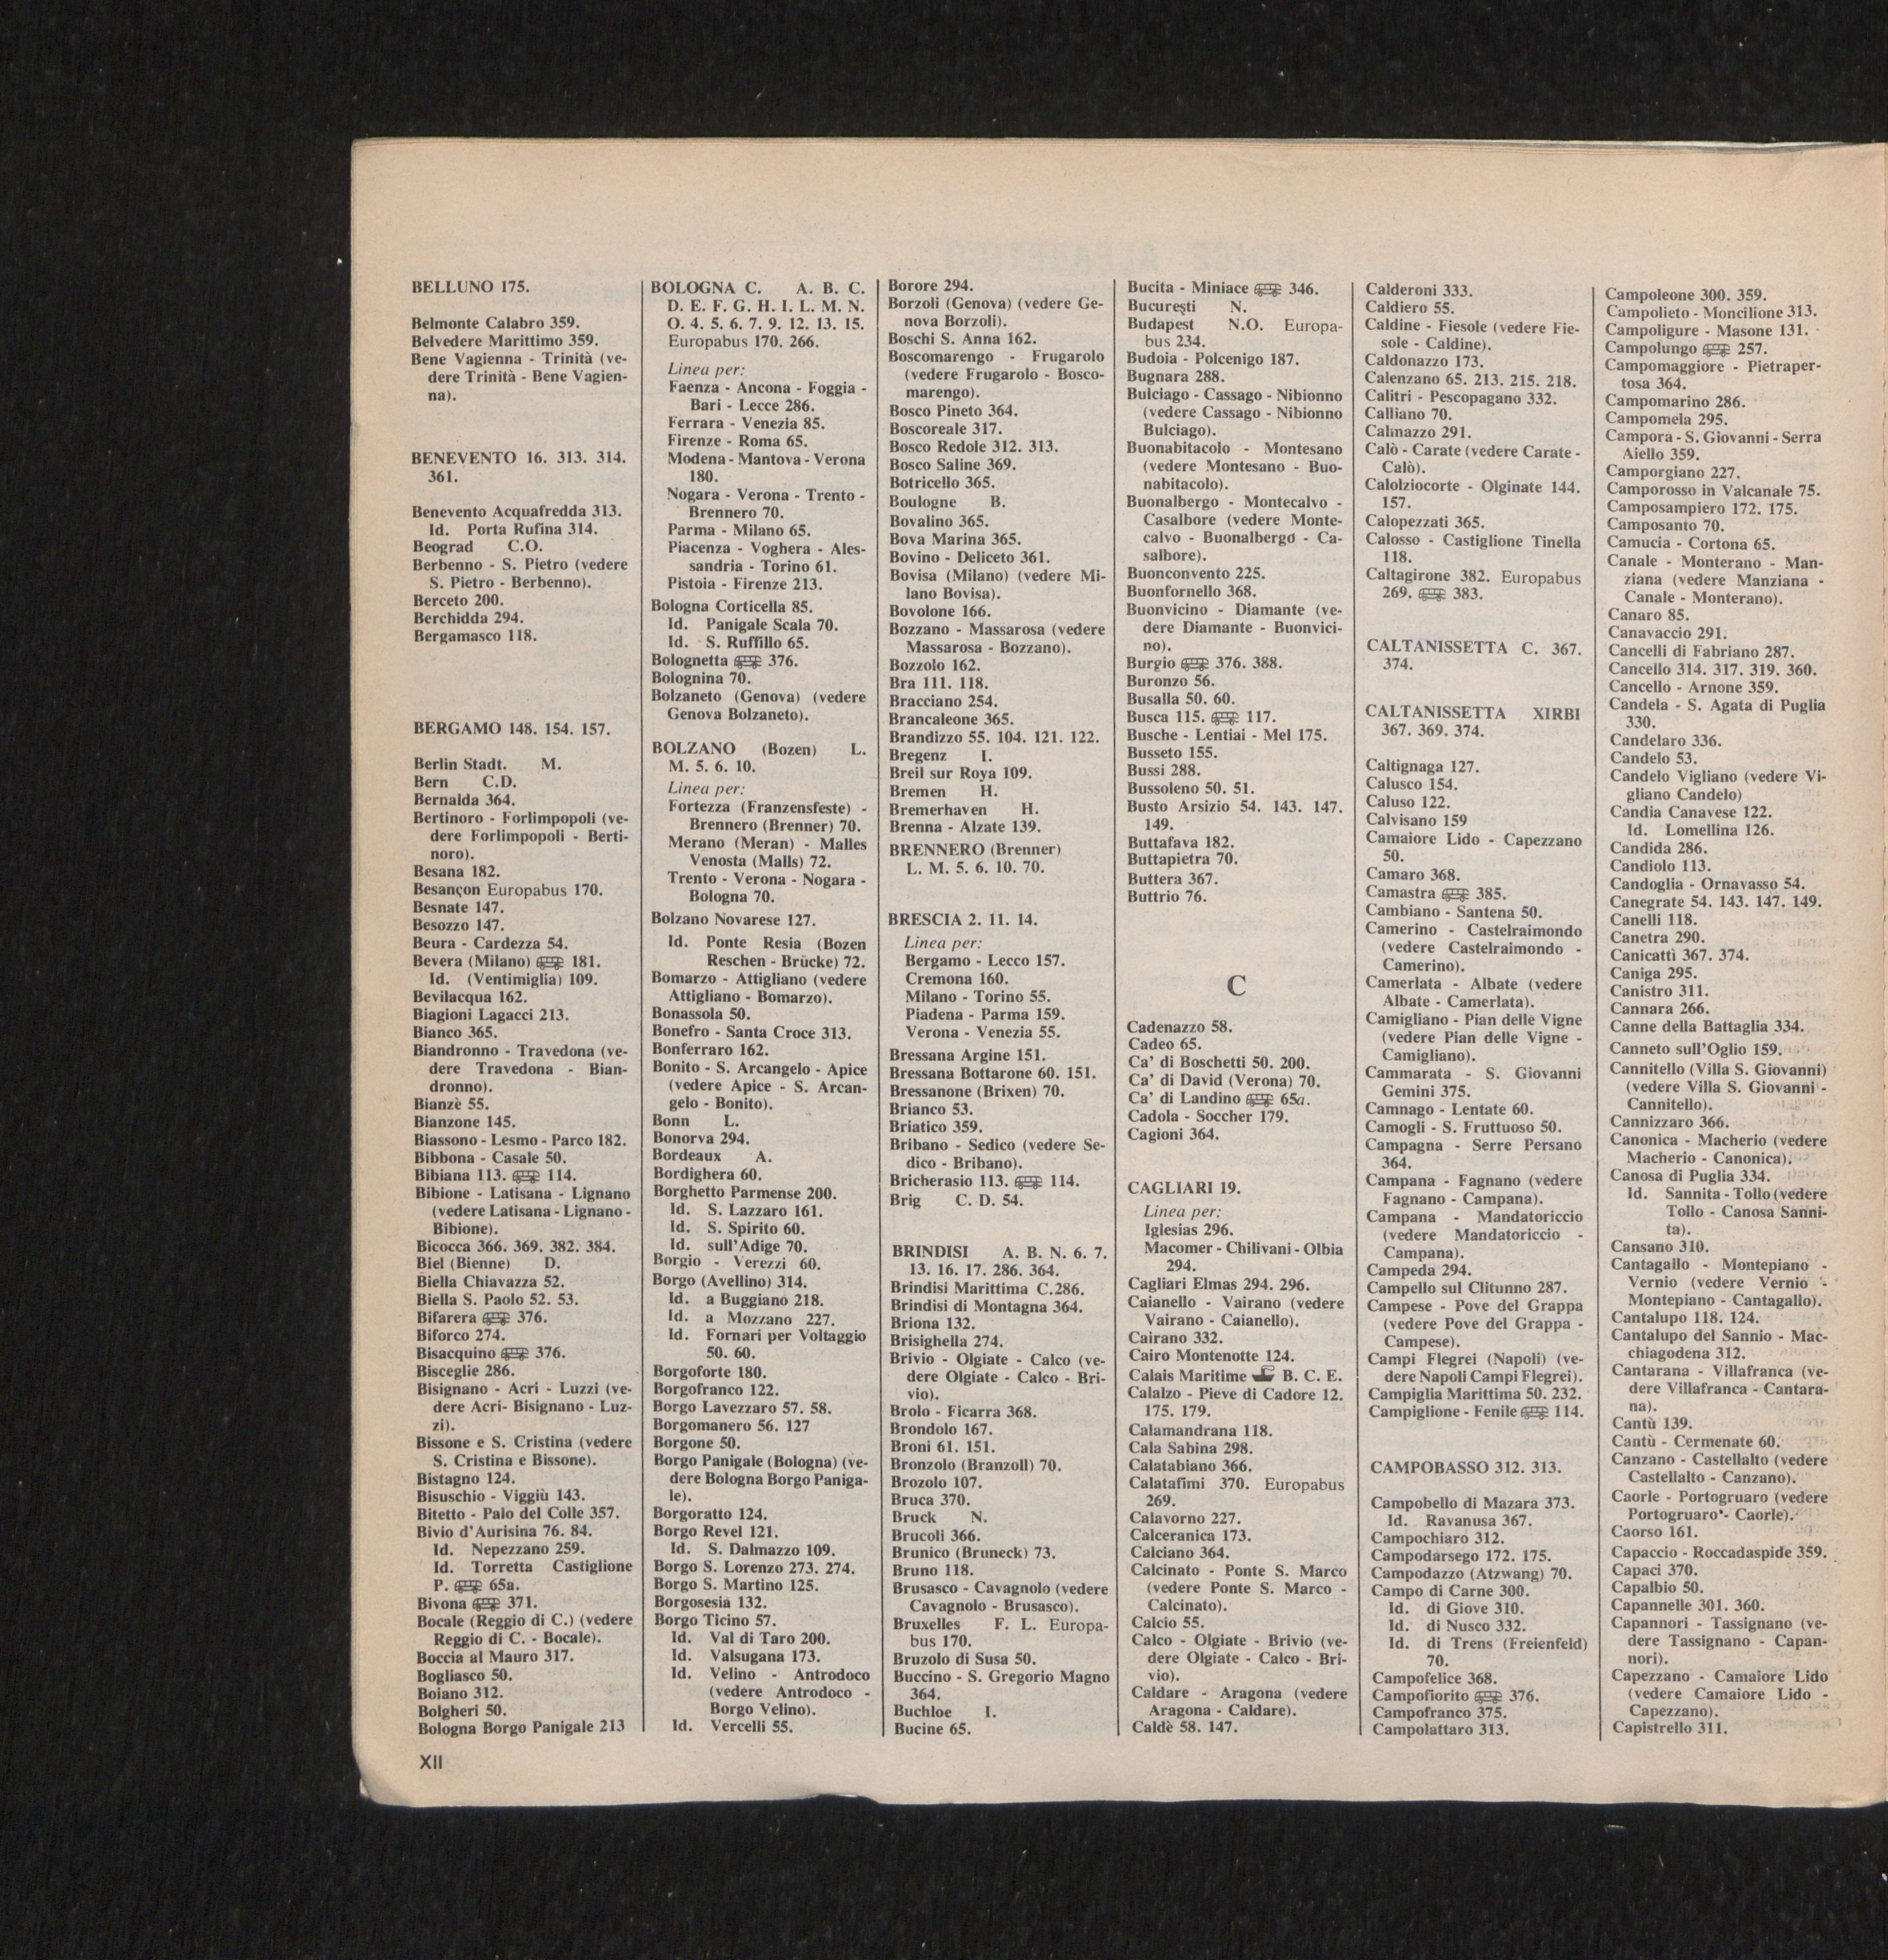 BELLUNO 175.
Belmonte Calabro 359.
Belvedere Marittimo 359.
Bene Vagienna - Trinità (ve-
dere Trinità - Bene Vagien-
na).
BENEVENTO 16. 313. 314.
361.
Benevento Acquafredda 313.
Id. Porta Rufina 314.
Beograd C.O.
Berbenno - S. Pietro (vedere
S. Pietro - Berbenno).
Berceto 200.
Berchidda 294.
Bergamasco 118.
BERGAMO 148. 154. 157.
Berlin Stadt. M.
Bern C.D.
Bernalda 364.
Bertinoro - Forlimpopoli (ve-
dere Forlimpopoli - Berti-
noro).
Besana 182.
Besançon Europabus 170.
Besnate 147.
Besozzo 147.
Beura - Cardezza 54.
Bevera (Milano) 181.
Id. (Ventimiglia) 109.
Bevilacqua 162.
Biagioni Lagacci 213.
Bianco 365.
Biandronno - Travedona (ve-
dere Travedona - Bian-
dronno).
Bianzè 55.
Bianzone 145.
Biassono - Lesmo - Parco 182.
Bibbona - Casale 50.
Bibiana 113. 114.
Bibione - Latisana - Lignano
(vedere Latisana - Lignano -
Bibione).
Bicocca 366. 369. 382. 384.
Biel (Bienne) D.
Biella Chiavazza 52.
Biella S. Paolo 52. 53.
Bifarera 376.
Biforco 274.
Bisacquino 376.
Bisceglie 286.
Bisignano - Acri - Luzzi (ve-
dere Acri- Bisignano - Luz-
zi).
Bissone e S. Cristina (vedere
S. Cristina e Bissone).
Bistagno 124.
Bisuschio - Viggiù 143.
Bitetto - Palo del Colle 357.
Bivio d'Aurisina 76. 84.
Id. Nepezzano 259.
Id. Torretta Castiglione
P. 65a.
Bivona 371.
Bocale (Reggio di C.) (vedere
Reggio di C. - Bocale).
Boccia al Mauro 317.
Bogliasco 50.
Boiano 312.
Bolgheri 50.
Bologna Borgo Panigale 213
BOLOGNA C. A. B. C.
D. E. F. G. H. I. L. M. N.
O. 4. 5. 6. 7. 9. 12. 13. 15.
Europabus 170. 266.
Linea per:
Faenza - Ancona - Foggia -
Bari - Lecce 286.
Ferrara - Venezia 85.
Firenze - Roma 65.
Modena - Mantova - Verona
180.
Nogara - Verona - Trento -
Brennero 70.
Parma - Milano 65.
Piacenza - Voghera - Ales-
sandria - Torino 61.
Pistoia - Firenze 213.
Bologna Corticella 85.
Id. Panigale Scala 70.
Id. S. Ruffillo 65.
Bolognetta 376.
Bolognina 70.
Bolzaneto (Genova) (vedere
Genova Bolzaneto).
BOLZANO (Bozen) L.
M. 5. 6. 10.
Linea per:
Fortezza (Franzensfeste) -
Brennero (Brenner) 70.
Merano (Meran) - Malles
Venosta (Malls) 72.
Trento - Verona - Nogara -
Bologna 70.
Bolzano Novarese 127.
Id. Ponte Resia (Bozen
Reschen - Brücke) 72.
Bomarzo - Attigliano (vedere
Attigliano - Bomarzo).
Bonassola 50.
Bonefro - Santa Croce 313.
Bonferraro 162.
Bonito - S. Arcangelo - Apice
(vedere Apice - S. Arcan-
gelo - Bonito).
Bonn L.
Bonorva 294.
Bordeaux A.
Bordighera 60.
Borghetto Parmense 200.
Id. S. Lazzaro 161.
Id. S. Spirito 60.
Id. sull'Adige 70.
Borgio - Verezzi 60.
Borgo (Avellino) 314.
Id. a Buggiano 218.
Id. a Mozzano 227.
Id. Fornari per Voltaggio
50. 60.
Borgoforte 180.
Borgofranco 122.
Borgo Lavezzaro 57. 58.
Borgomanero 56. 127
Borgone 50.
Borgo Panigale (Bologna) (ve-
dere Bologna Borgo Paniga-
le).
Borgoratto 124.
Borgo Revel 121.
Id. S. Dalmazzo 109.
Borgo S. Lorenzo 273. 274.
Borgo S. Martino 125.
Borgosesia 132.
Borgo Ticino 57.
Id. Val di Taro 200.
Id. Valsugana 173.
Id. Velino - Antrodoco
(vedere Antrodoco -
Borgo Velino).
Id. Vercelli 55.
Borore 294.
Borzoli (Genova) (vedere Ge-
nova Borzoli).
Boschi S. Anna 162.
Boscomarengo - Frugarolo
(vedere Frugarolo - Bosco-
marengo).
Bosco Pineto 364.
Boscoreale 317.
Bosco Redole 312. 313.
Bosco Saline 369.
Botricello 365.
Boulogne B.
Bovalino 365.
Bova Marina 365.
Bovino - Deliceto 361.
Bovisa (Milano) (vedere Mi-
lano Bovisa).
Bovolone 166.
Bozzano - Massarosa (vedere
Massarosa - Bozzano).
Bozzolo 162.
Bra 111. 118.
Bracciano 254.
Brancaleone 365.
Brandizzo 55. 104. 121. 122.
Bregenz I.
Breil sur Roya 109.
Bremen H.
Bremerhaven H.
Brenna - Alzate 139.
BRENNERO (Brenner)
L. M. 5. 6. 10. 70.
BRESCIA 2. 11. 14.
Linea per:
Bergamo - Lecco 157.
Cremona 160.
Milano - Torino 55.
Piadena - Parma 159.
Verona - Venezia 55.
Bressana Argine 151.
Bressana Bottarone 60. 151.
Bressanone (Brixen) 70.
Brianco 53.
Briatico 359.
Bribano - Sedico (vedere Se-
dico - Bribano).
Bricherasio 113. 114.
Brig C. D. 54.
BRINDISI A. B. N. 6. 7.
13. 16. 17. 286. 364.
Brindisi Marittima C.286.
Brindisi di Montagna 364.
Briona 132.
Brisighella 274.
Brivio - Olgiate - Calco (ve-
dere Olgiate - Calco - Bri-
vio).
Brolo - Ficarra 368.
Brondolo 167.
Broni 61. 151.
Bronzolo (Branzoll) 70.
Brozolo 107.
Bruca 370.
Bruck N.
Brucoli 366.
Brunico (Bruneck) 73.
Bruno 118.
Brusasco - Cavagnolo (vedere
Cavagnolo - Brusasco).
Bruxelles F. L. Europa-
bus 170.
Bruzolo di Susa 50.
Buccino - S. Gregorio Magno
364.
Buchloe I.
Bucine 65.
Bucita - Miniace 346.
Bucureşti N.
Budapest N.O. Europa-
bus 234.
Budoia - Polcenigo 187.
Bugnara 288.
Bulciago - Cassago - Nibionno
(vedere Cassago - Nibionno
Bulciago).
Buonabitacolo - Montesano
(vedere Montesano - Buo-
nabitacolo).
Buonalbergo - Montecalvo -
Casalbore (vedere Monte-
calvo - Buonalbergo - Ca-
salbore).
Buonconvento 225.
Buonfornello 368.
Buonvicino - Diamante (ve-
dere Diamante - Buonvici-
no).
Burgio 376. 388.
Buronzo 56.
Busalla 50. 60.
Busca 115. 117.
Busche - Lentiai - Mel 175.
Busseto 155.
Bussi 288.
Bussoleno 50. 51.
Busto Arsizio 54. 143. 147.
149.
Buttafava 182.
Buttapietra 70.
Buttera 367.
Buttrio 76.
C
Cadenazzo 58.
Cadeo 65.
Ca' di Boschetti 50. 200.
Ca' di David (Verona) 70.
Ca' di Landino 65a.
Cadola - Soccher 179.
Cagioni 364.
CAGLIARI 19.
Linea per:
Iglesias 296.
Macomer - Chilivani - Olbia
294.
Cagliari Elmas 294. 296.
Caianello - Vairano (vedere
Vairano - Caianello).
Cairano 332.
Cairo Montenotte 124.
Calais Maritime B. C. E.
Calalzo - Pieve di Cadore 12.
175. 179.
Calamandrana 118.
Cala Sabina 298.
Calatabiano 366.
Calatafimi 370. Europabus
269.
Calavorno 227.
Calceranica 173.
Calciano 364.
Calcinato - Ponte S. Marco
(vedere Ponte S. Marco -
Calcinato).
Calcio 55.
Calco - Olgiate - Brivio (ve-
dere Olgiate - Calco - Bri-
vio).
Caldare - Aragona (vedere
Aragona - Caldare).
Caldè 58. 147.
Calderoni 333.
Caldiero 55.
Caldine - Fiesole (vedere Fie-
sole - Caldine).
Caldonazzo 173.
Calenzano 65. 213. 215. 218.
Calitri - Pescopagano 332.
Calliano 70.
Calmazzo 291.
Calò - Carate (vedere Carate -
Calò).
Calolziocorte - Olginate 144.
157.
Calopezzati 365.
Calosso - Castiglione Tinella
118.
Caltagirone 382. Europabus
269. 383.
CALTANISSETTA C. 367.
374.
CALTANISSETTA XIRBI
367. 369. 374.
Caltignaga 127.
Calusco 154.
Caluso 122.
Calvisano 159
Camaiore Lido - Capezzano
50.
Camaro 368.
Camastra 385.
Cambiano - Santena 50.
Camerino - Castelraimondo
(vedere Castelraimondo -
Camerino).
Camerlata - Albate (vedere
Albate - Camerlata).
Camigliano - Pian delle Vigne
(vedere Pian delle Vigne -
Camigliano).
Cammarata - S. Giovanni
Gemini 375.
Camnago - Lentate 60.
Camogli - S. Fruttuoso 50.
Campagna - Serre Persano
364.
Campana - Fagnano (vedere
Fagnano - Campana).
Campana - Mandatoriccio
(vedere Mandatoriccio -
Campana).
Campeda 294.
Campello sul Clitunno 287.
Campese - Pove del Grappa
(vedere Pove del Grappa -
Campese).
Campi Flegrei (Napoli) (ve-
dere Napoli Campi Flegrei).
Campiglia Marittima 50. 232.
Campiglione - Fenile 114.
CAMPOBASSO 312. 313.
Campobello di Mazara 373.
Id. Ravanusa 367.
Campochiaro 312.
Campodarsego 172. 175.
Campodazzo (Atzwang) 70.
Campo di Carne 300.
Id. di Giove 310.
Id. di Nusco 332.
Id. di Trens (Freienfeld)
70.
Campofelice 368.
Campofiorito 376.
Campofranco 375.
Campolattaro 313.
Campoleone 300. 359.
Campolieto - Moncilione 313.
Campoligure - Masone 131.
Campolungo 257.
Campomaggiore - Pietraper-
tosa 364.
Campomarino 286.
Campomela 295.
Campora - S. Giovanni - Serra
Aiello 359.
Camporgiano 227.
Camporosso in Valcanale 75.
Camposampiero 172. 175.
Camposanto 70.
Camucia - Cortona 65.
Canale - Monterano - Man-
ziana (vedere Manziana -
Canale - Monterano).
Canaro 85.
Canavaccio 291.
Cancelli di Fabriano 287.
Cancello 314. 317. 319. 360.
Cancello - Arnone 359.
Candela - S. Agata di Puglia
330.
Candelaro 336.
Candelo 53.
Candelo Vigliano (vedere Vi-
gliano Candelo)
Candia Canavese 122.
Id. Lomellina 126.
Candida 286.
Candiolo 113.
Candoglia - Ornavasso 54.
Canegrate 54. 143. 147. 149.
Canelli 118.
Canetra 290.
Canicattì 367. 374.
Caniga 295.
Canistro 311.
Cannara 266.
Canne della Battaglia 334.
Canneto sull'Oglio 159.
Cannitello (Villa S. Giovanni)
(vedere Villa S. Giovanni -
Cannitello).
Cannizzaro 366.
Canonica - Macherio (vedere
Macherio - Canonica).
Canosa di Puglia 334.
Id. Sannita - Tollo (vedere
Tollo - Canosa Sanni-
ta).
Cansano 310.
Cantagallo - Montepiano -
Vernio (vedere Vernio -
Montepiano - Cantagallo).
Cantalupo 118. 124.
Cantalupo del Sannio - Mac-
chiagodena 312.
Cantarana - Villafranca (ve-
dere Villafranca - Cantara-
na).
Cantù 139.
Cantù - Cermenate 60.
Canzano - Castellalto (vedere
Castellalto - Canzano).
Caorle - Portogruaro (vedere
Portogruaro - Caorle).
Caorso 161.
Capaccio - Roccadaspide 359.
Capaci 370.
Capalbio 50.
Capannelle 301. 360.
Capannori - Tassignano (ve-
dere Tassignano - Capan-
nori).
Capezzano - Camaiore Lido
(vedere Camaiore Lido -
Capezzano).
Capistrello 311.
XII